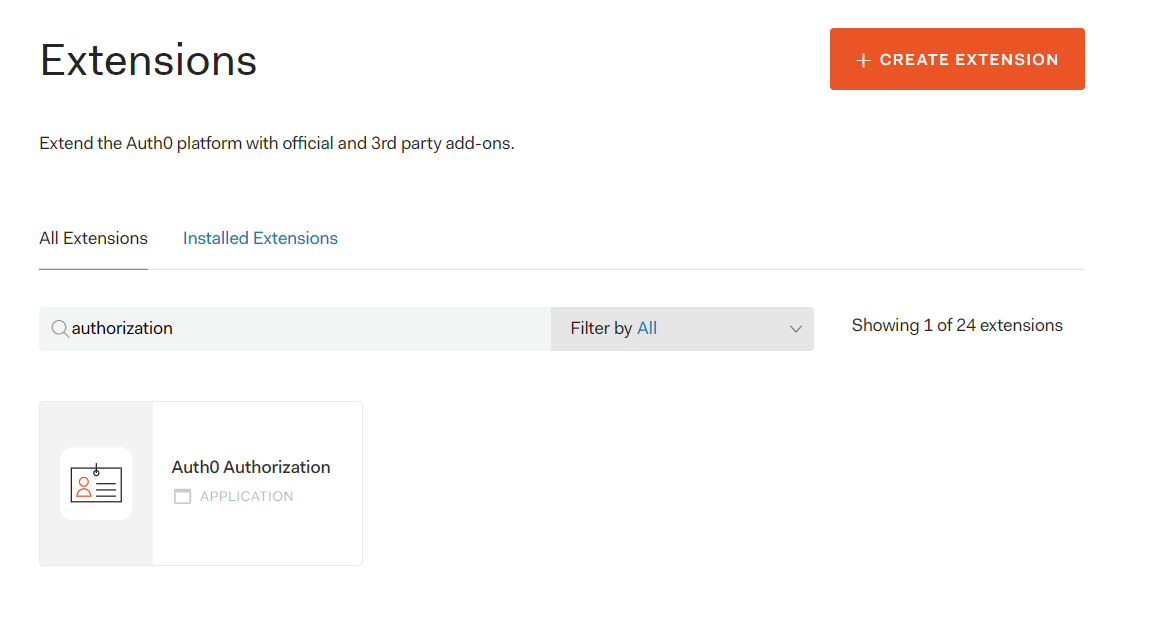 Extensions
+ CREATE EXTENSION
Extend the Auth0 platform with official and 3rd party add-ons.
All Extensions Installed Extensions
authorization Filter by All Showing 1 of 24 extensions
Auth0 Authorization
APPLICATION